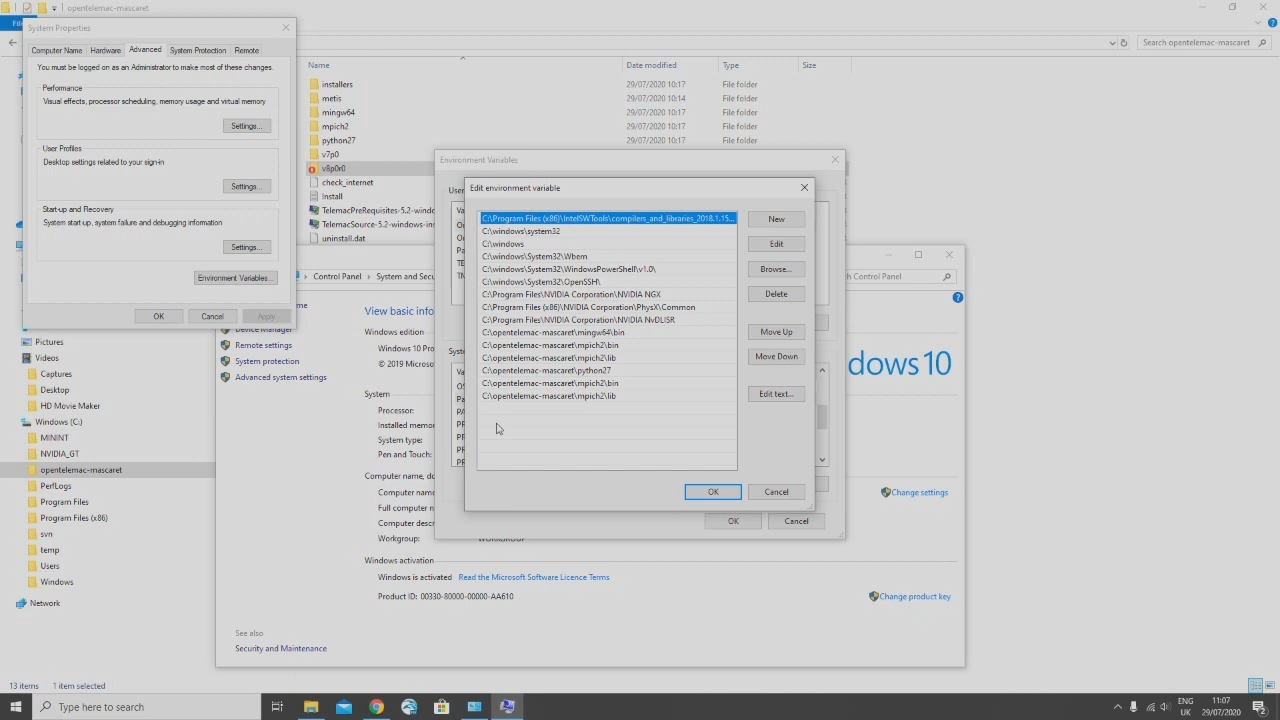 opentelemac-mascaret
System Properties
Computer Name
Hardware
Advanced
System Protection
Remote
You must be logged on as an Administrator to make most of these changes.
Performance
Visual effects, processor scheduling, memory usage and virtual memory
Settings...
User Profiles
Desktop settings related to your sign-in
Settings...
Start-up and Recovery
System start-up, system failure and debugging information
Settings...
Environment Variables...
OK
Cancel
Apply
Search opentelemac-mascaret
Name
Date modified
Type
Size
installers 29/07/2020 10:17 File folder
metis 29/07/2020 10:14 File folder
mingw64 29/07/2020 10:17 File folder
mpich2 29/07/2020 10:17 File folder
python27 29/07/2020 10:17 File folder
v7p0
v8p0r0
check_internet
Install
TelemacPreRequisites-5.2-windo
TelemacSource-5.2-windows-ins
uninstall.dat
Environment Variables
Edit environment variable
C:\Program Files (x86)\IntelSWTools\compilers_and_libraries_2018.1.15...
C:\windows\system32
C:\windows
C:\windows\System32\Wbem
C:\windows\System32\WindowsPowerShell\v1.0\
C:\windows\System32\OpenSSH\
C:\Program Files\NVIDIA Corporation\NVIDIA NGX
C:\Program Files (x86)\NVIDIA Corporation\PhysX\Common
C:\Program Files\NVIDIA Corporation\NVIDIA NvDLISR
C:\opentelemac-mascaret\mingw64\bin
C:\opentelemac-mascaret\mpich2\bin
C:\opentelemac-mascaret\mpich2\lib
C:\opentelemac-mascaret\python27
C:\opentelemac-mascaret\mpich2\bin
C:\opentelemac-mascaret\mpich2\lib
New
Edit
Browse...
Delete
Move Up
Move Down
Edit text...
OK
Cancel
OK
Cancel
Control Panel
System and Secu
ch Control Panel
Device Manager
Remote settings
System protection
Advanced system settings
View basic info
Windows edition
Windows 10 Pro
© 2019 Microso
dows 10
System
Processor:
Installed memor
System type:
Pen and Touch:
Computer name, do
Computer name
Full computer n
Computer descr
Workgroup:
WORKGROUP
Change settings
Windows activation
Windows is activated Read the Microsoft Software Licence Terms
Product ID: 00330-80000-00000-AA610
Change product key
See also
Security and Maintenance
Pictures
Videos
Captures
Desktop
HD Movie Maker
Windows (C:)
MININT
NVIDIA_GT
opentelemac-mascaret
PerfLogs
Program Files
Program Files (x86)
svn
temp
Users
Windows
Network
13 items
1 item selected
Type here to search
ENG
UK
11:07
29/07/2020
2